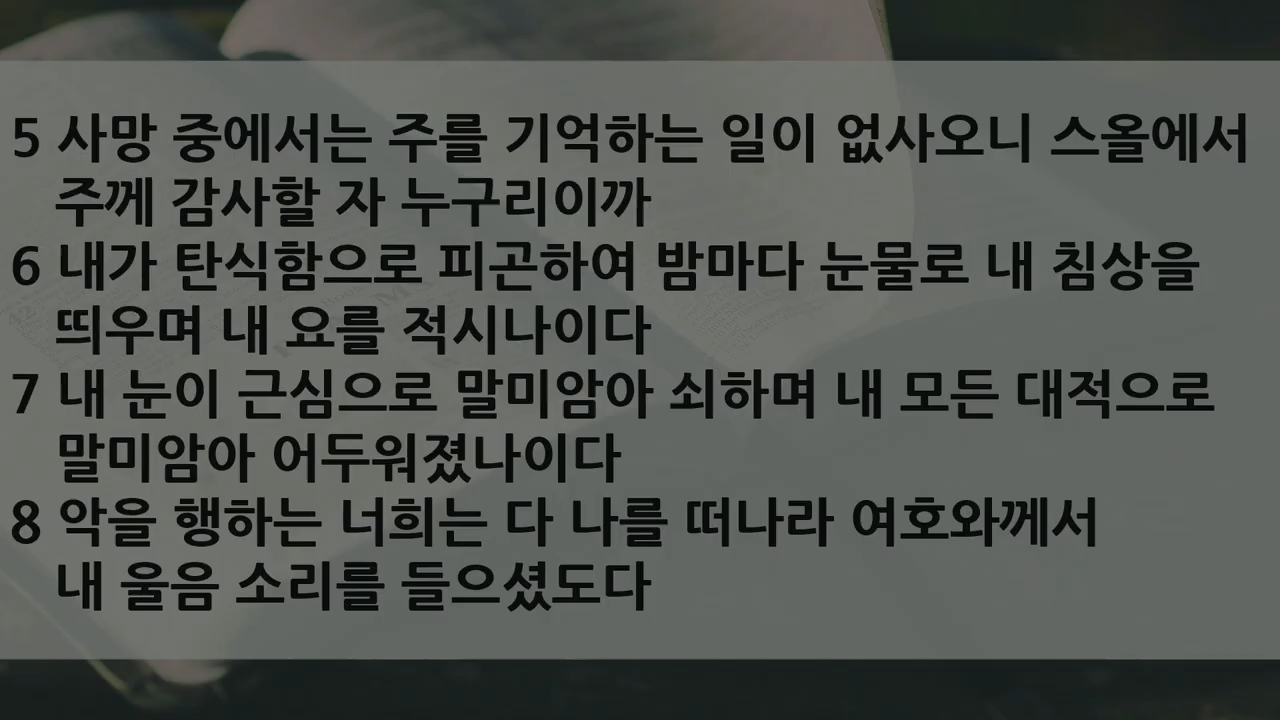 5 사망 중에서는 주를 기억하는 일이 없사오니 스올에서
주께 감사할 자 누구리이까
6 내가 탄식함으로 피곤하여 밤마다 눈물로 내 침상을
띄우며 내 요를 적시나이다
7 내 눈이 근심으로 말미암아 쇠하며 내 모든 대적으로
말미암아 어두워졌나이다
8 악을 행하는 너희는 다 나를 떠나라 여호와께서
내 울음 소리를 들으셨도다